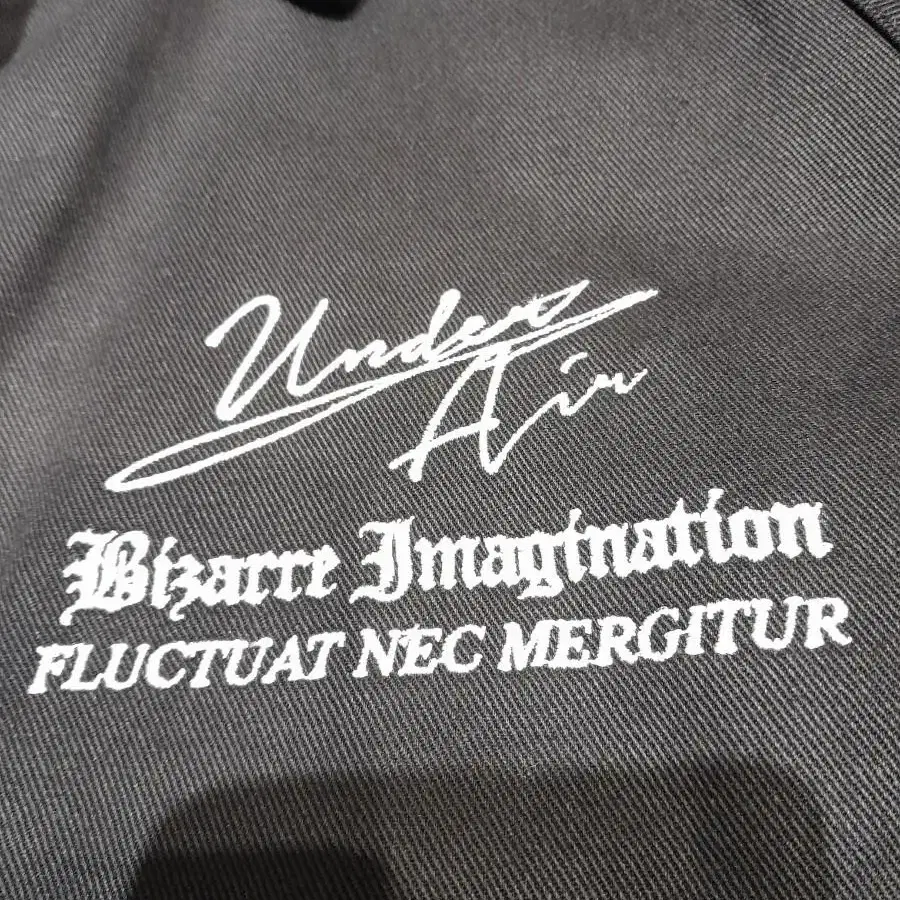 Under
Air
Bizarre Imagination
FLUCTUAT NEC MERGITUR